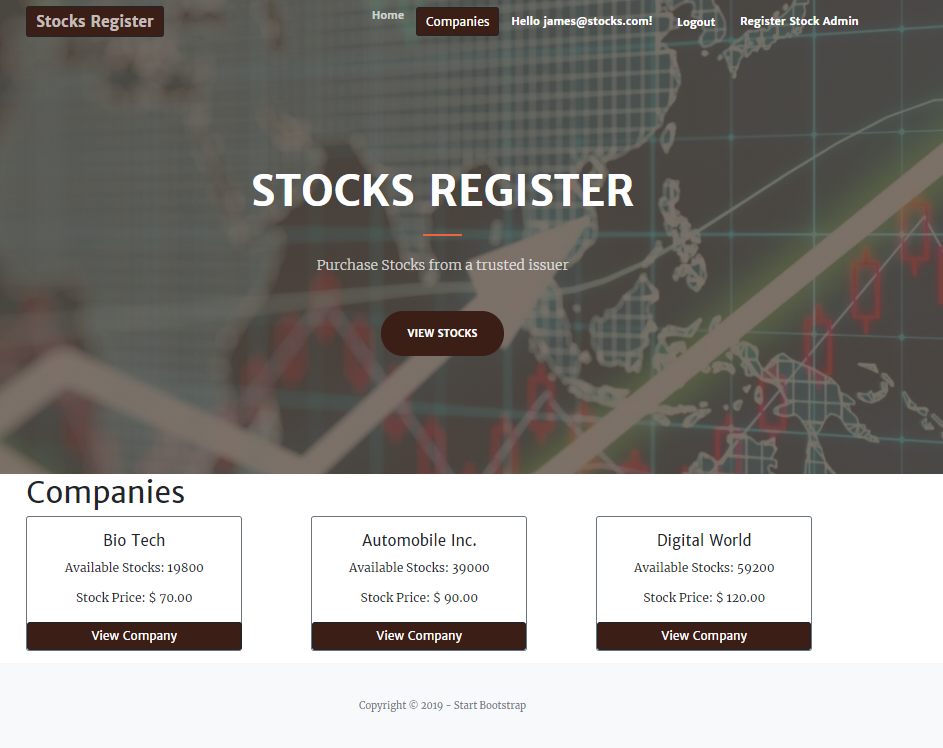 Stocks Register
Home
Companies
Hello james@stocks.com!
Logout
Register Stock Admin
STOCKS REGISTER
Purchase Stocks from a trusted issuer
VIEW STOCKS
Companies
Bio Tech
Available Stocks: 19800
Stock Price: $ 70.00
View Company
Automobile Inc.
Available Stocks: 39000
Stock Price: $ 90.00
View Company
Digital World
Available Stocks: 59200
Stock Price: $ 120.00
View Company
Copyright © 2019 - Start Bootstrap